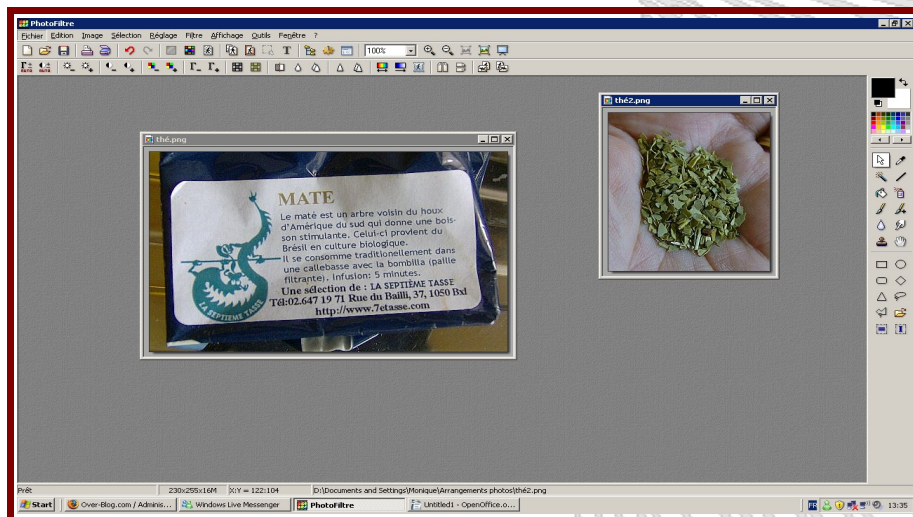 PhotoFiltre
Fichier Edition Image Sélection Réglage Filtre Affichage Outils Fenêtre ?
100%
thé.png
thé2.png
MATE
Le maté est un arbre voisin du houx
d'Amérique du sud qui donne une bois-
son stimulante. Celui-ci provient du
Brésil en culture biologique.
Il se consomme traditionellement dans
une callebasse avec la bombilla (paille
filtrante). Infusion: 5 minutes.
Une sélection de : LA SEPTIÈME TASSE
Tél:02.647 19 71 Rue du Bailli, 37, 1050 Bxl
http://www.7etasse.com
LA SEPTIEME TASSE
Prêt
230x255x16M
X:Y = 122:104
D:\Documents and Settings\Monique\Arrangements photos\thé2.png
Start
Over-Blog.com / Adminis...
Windows Live Messenger
PhotoFiltre
Untitled1 - OpenOffice.o...
FR
13:35